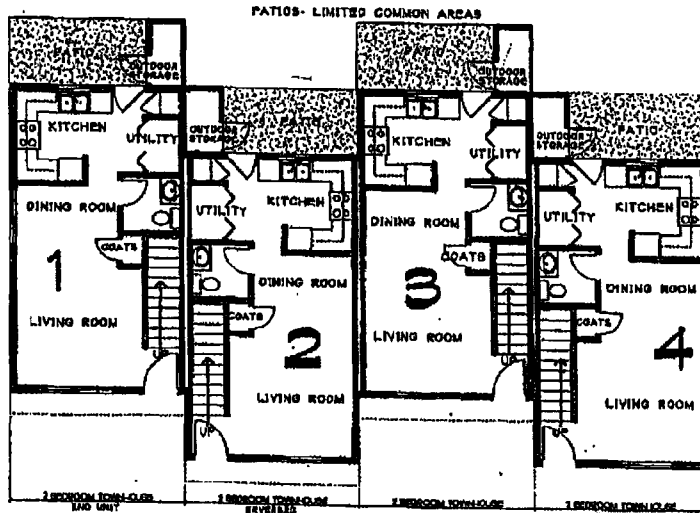 PATIOS- LIMITED COMMON AREAS
PATIO
OUTDOOR
STORAGE
KITCHEN
UTILITY
DINING ROOM
COATS
1
LIVING ROOM
UP
2 BEDROOM TOWNHOUSE
END UNIT
PATIO
OUTDOOR
STORAGE
UTILITY
KITCHEN
DINING ROOM
COATS
2
LIVING ROOM
UP
2 BEDROOM TOWNHOUSE
REVERSED
PATIO
OUTDOOR
STORAGE
KITCHEN
UTILITY
DINING ROOM
COATS
3
LIVING ROOM
UP
2 BEDROOM TOWNHOUSE
PATIO
OUTDOOR
STORAGE
UTILITY
KITCHEN
DINING ROOM
COATS
4
LIVING ROOM
UP
2 BEDROOM TOWNHOUSE